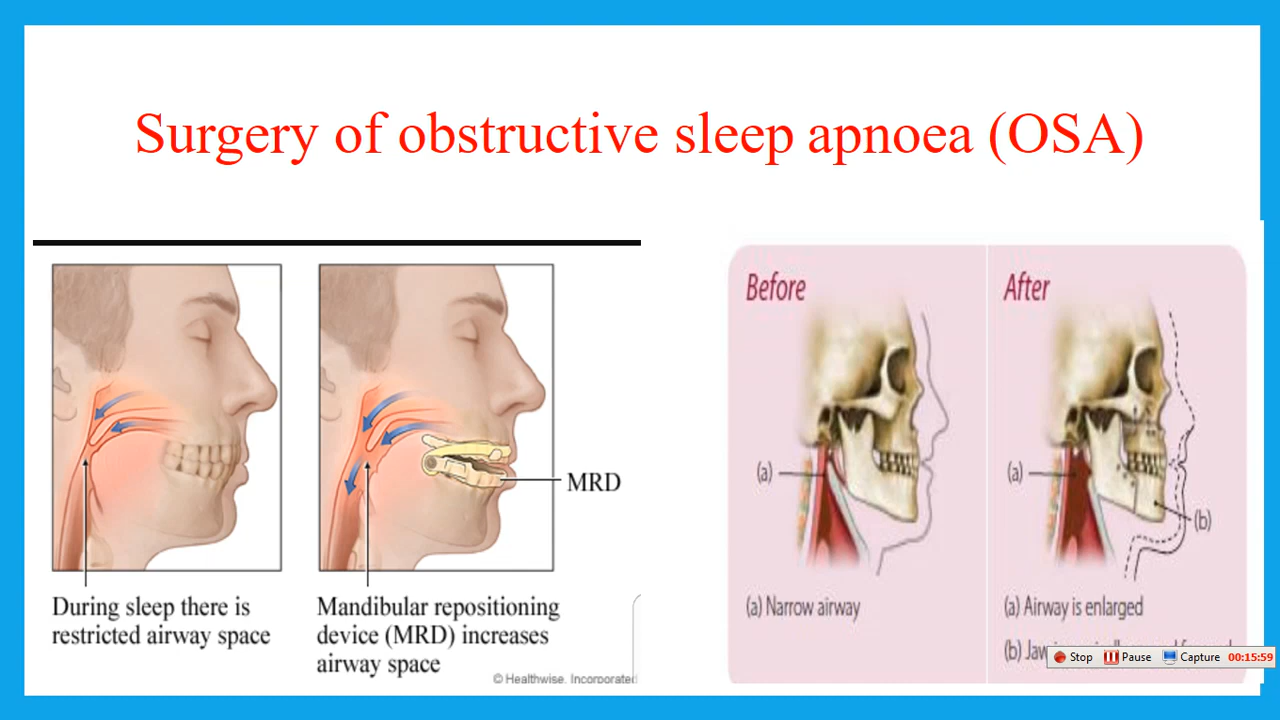 Surgery of obstructive sleep apnoea (OSA)
MRD
During sleep there is
restricted airway space
Mandibular repositioning
device (MRD) increases
airway space
© Healthwise, Incorporated
Before
(a)
(a) Narrow airway
After
(a)
(b)
(a) Airway is enlarged
(b)
Stop Pause Capture 00:15:59